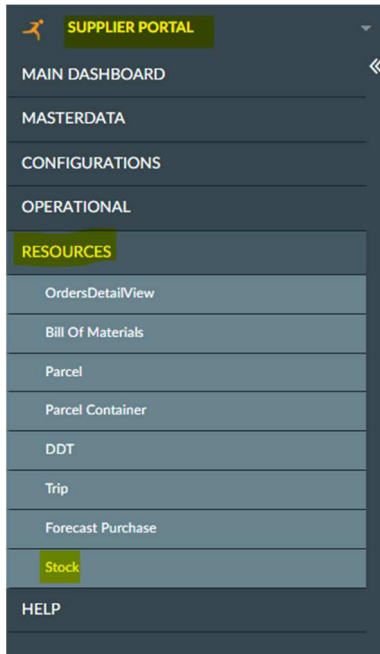 SUPPLIER PORTAL
MAIN DASHBOARD
MASTERDATA
CONFIGURATIONS
OPERATIONAL
RESOURCES
OrdersDetailView
Bill Of Materials
Parcel
Parcel Container
DDT
Trip
Forecast Purchase
Stock
HELP